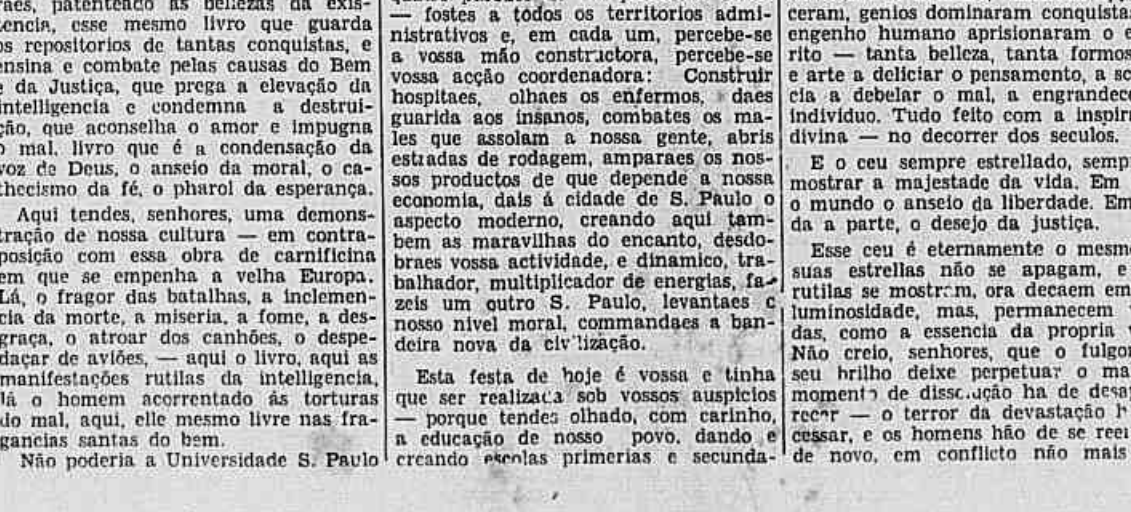 raes, patenteando as bellezas da exis-
tencia, esse mesmo livro que guarda
os repositorios de tantas conquistas, e
ensina e combate pelas causas do Bem
e da Justiça, que prega a elevação da
intelligencia e condemna a destrui-
ção, que aconselha o amor e impugna
o mal, livro que é a condensação da
voz de Deus, o anseio da moral, o ca-
thecismo da fé, o pharol da esperança.
Aqui tendes, senhores, uma demons-
tração de nossa cultura — em contra-
posição com essa obra de carnificina
em que se empenha a velha Europa.
Lá, o fragor das batalhas, a inclemen-
cia da morte, a miseria, a fome, a des-
graça, o atroar dos canhões, o despe-
daçar de aviões, — aqui o livro, aqui as
manifestações rutilas da intelligencia,
lá o homem acorrentado ás torturas
do mal, aqui, elle mesmo livre nas fra-
gancias santas do bem.
Não poderia a Universidade S. Paulo
— fostes a todos os territorios admi-
nistrativos e, em cada um, percebe-se
a vossa mão constructora, percebe-se
vossa acção coordenadora: Construir
hospitaes, olhaes os enfermos, daes
guarida aos insanos, combates os ma-
les que assolam a nossa gente, abris
estradas de rodagem, amparaes os nos-
sos productos de que depende a nossa
economia, dais á cidade de S. Paulo o
aspecto moderno, creando aqui tam-
bem as maravilhas do encanto, desdo-
braes vossa actividade, e dinamico, tra-
balhador, multiplicador de energias, fa-
zeis um outro S. Paulo, levantaes o
nosso nivel moral, commandaes a ban-
deira nova da civilização.
Esta festa de hoje é vossa e tinha
que ser realizada sob vossos auspicios
— porque tendes olhado, com carinho,
a educação de nosso povo, dando e
creando escolas primerias e secunda-
ceram, genios dominaram conquista
engenho humano aprisionaram o e
rito — tanta belleza, tanta formos
e arte a deliciar o pensamento, a sc
cia a debelar o mal, a engrandec
individuo. Tudo feito com a inspir
divina — no decorrer dos seculos.
E o ceu sempre estrellado, semp
mostrar a majestade da vida. Em
o mundo o anseio da liberdade. Em
da a parte, o desejo da justiça.
Esse ceu é eternamente o mesm
suas estrellas não se apagam, e
rutilas se mostram, ora decaem em
luminosidade, mas, permanecem
das, como a essencia da propria v
Não creio, senhores, que o fulgor
seu brilho deixe perpetuar o ma
momento de dissolução ha de desap
recer — o terror da devastação h
cessar, e os homens hão de se reer
de novo, em conflicto não mais